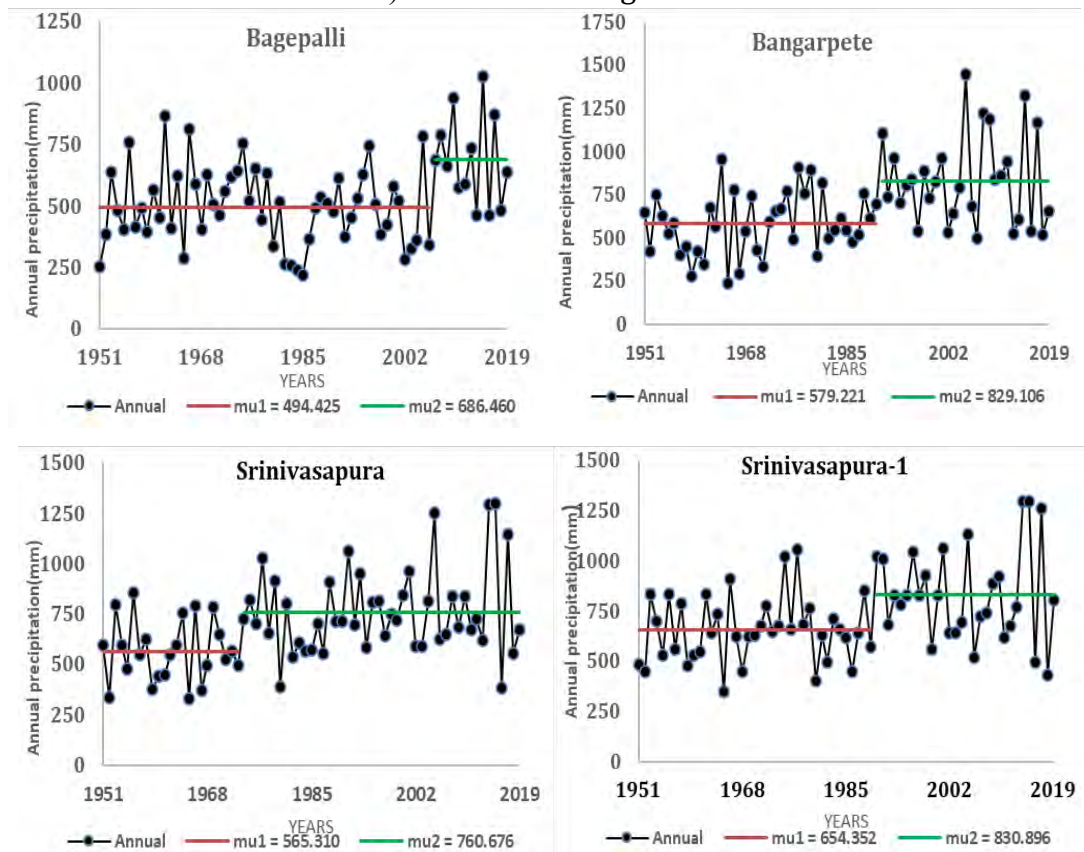 Bagepalli
Annual precipitation(mm)
1250
1000
750
500
250
0
1951 1968 1985 2002 2019
YEARS
Annual mu1 = 494.425 mu2 = 686.460
Bangarpete
Annual precipitation(mm)
1750
1500
1250
1000
750
500
250
0
1951 1968 1985 2002 2019
YEARS
Annual mu1 = 579.221 mu2 = 829.106
Srinivasapura
Annual precipitation(mm)
1500
1250
1000
750
500
250
0
1951 1968 1985 2002 2019
YEARS
Annual mu1 = 565.310 mu2 = 760.676
Srinivasapura-1
Annual precipitation(mm)
1500
1250
1000
750
500
250
0
1951 1968 1985 2002 2019
YEARS
Annual mu1 = 654.352 mu2 = 830.896